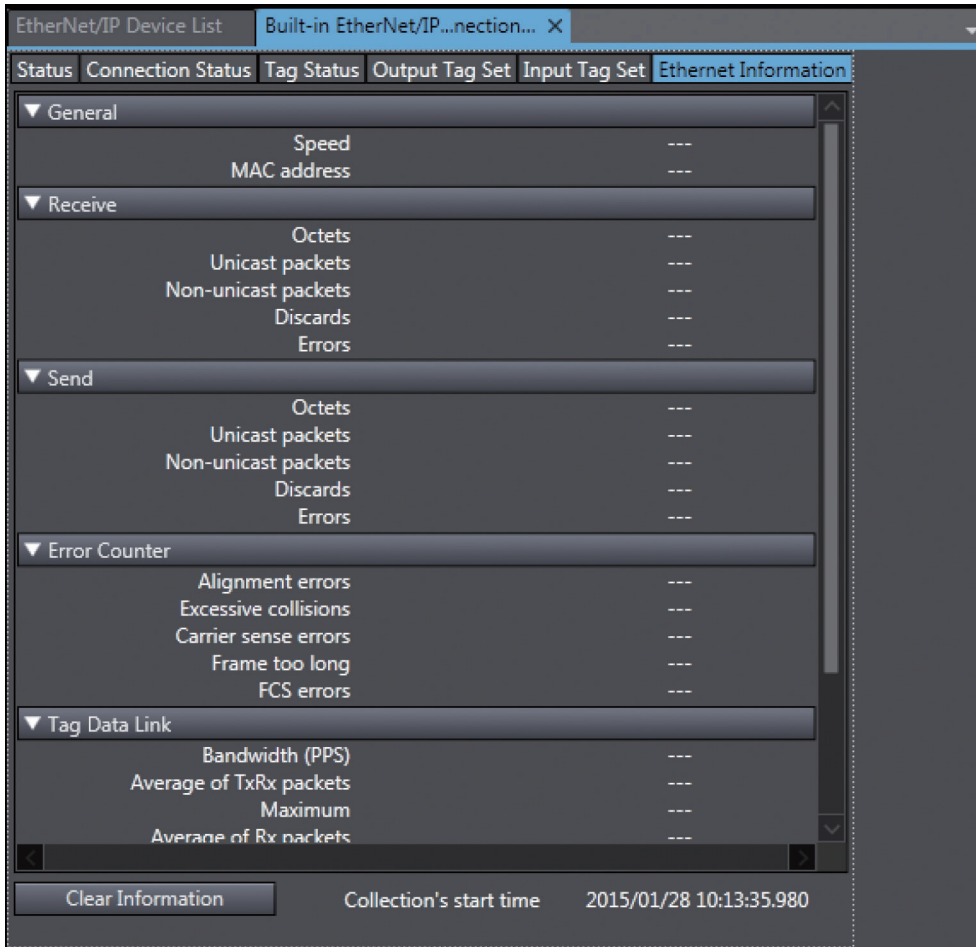 EtherNet/IP Device List Built-in EtherNet/IP...nection... X
Status Connection Status Tag Status Output Tag Set Input Tag Set Ethernet Information
▼ General
Speed ---
MAC address ---
▼ Receive
Octets ---
Unicast packets ---
Non-unicast packets ---
Discards ---
Errors ---
▼ Send
Octets ---
Unicast packets ---
Non-unicast packets ---
Discards ---
Errors ---
▼ Error Counter
Alignment errors ---
Excessive collisions ---
Carrier sense errors ---
Frame too long ---
FCS errors ---
▼ Tag Data Link
Bandwidth (PPS) ---
Average of TxRx packets ---
Maximum ---
Average of Rx packets ---
Clear Information Collection's start time 2015/01/28 10:13:35.980